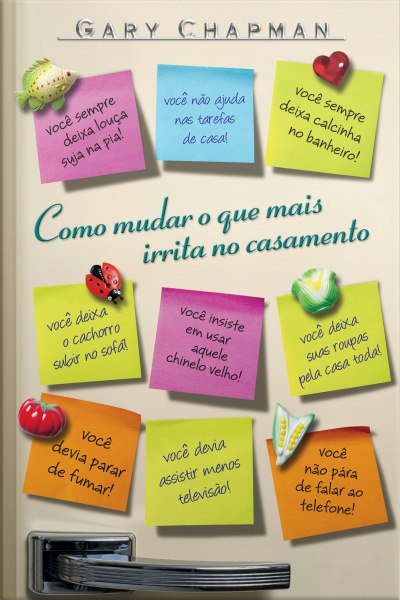 GARY CHAPMAN
você sempre
deixa louça
suja na pia!
você não ajuda
nas tarefas
de casa!
você sempre
deixa calcinha
no banheiro!
Como mudar o que mais
irrita no casamento
você deixa
o cachorro
subir no sofá!
você insiste
em usar
aquele
chinelo velho!
você deixa
suas roupas
pela casa toda!
você
devia parar
de fumar!
você devia
assistir menos
televisão!
você
não pára
de falar ao
telefone!